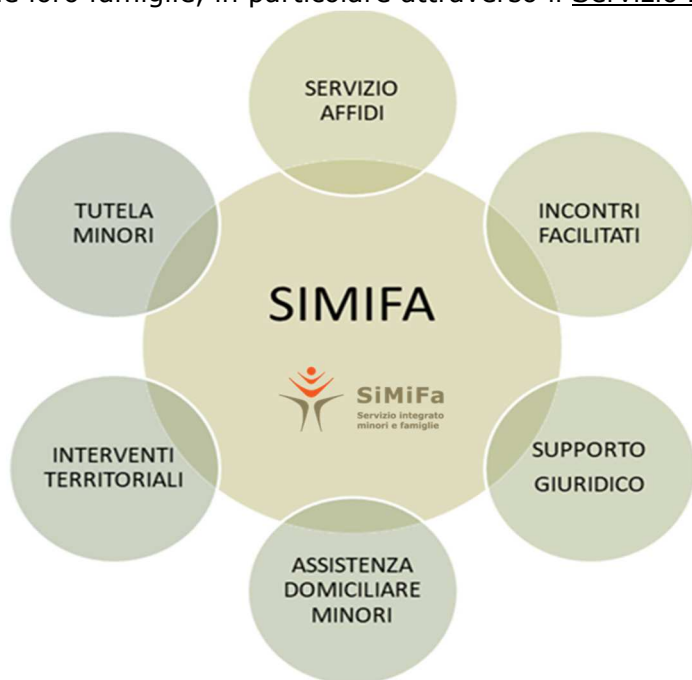 loro famiglie, in particolare attraverso il
SERVIZIO
AFFIDI
TUTELA
MINORI
INCONTRI
FACILITATI
SIMIFA
SiMiFa
Servizio integrato
minori e famiglie
INTERVENTI
TERRITORIALI
SUPPORTO
GIURIDICO
ASSISTENZA
DOMICILIARE
MINORI